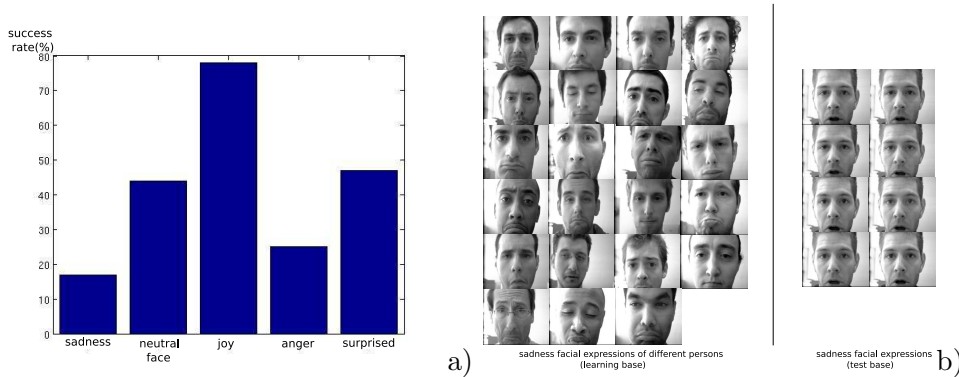 success
rate(%)
80
70
60
50
40
30
20
10
0
sadness
neutral
face
joy
anger
surprised
a)
sadness facial expressions of different persons
(learning base)
sadness facial expressions
(test base)
b)